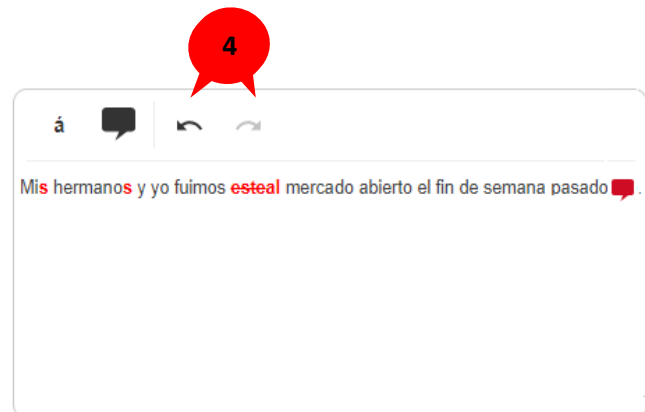 4
á
Mis hermanos y yo fuimos esteal mercado abierto el fin de semana pasado .